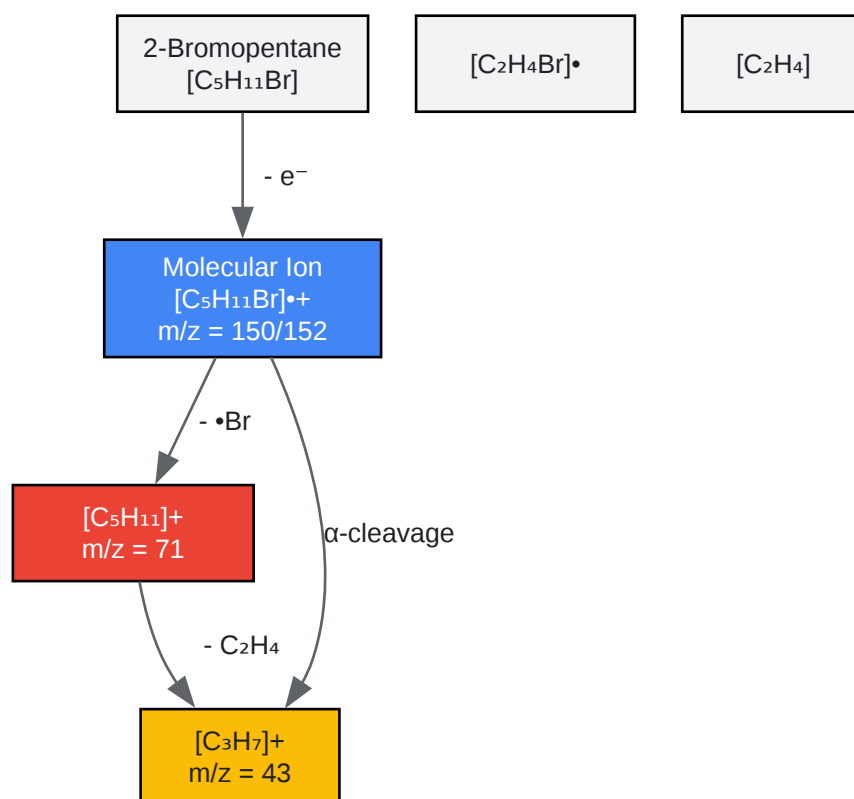 2-Bromopentane
[C₅H₁₁Br]
[C₂H₄Br]•
[C₂H₄]
- e⁻
Molecular Ion
[C₅H₁₁Br]•+
m/z = 150/152
- •Br
[C₅H₁₁]+
m/z = 71
α-cleavage
- C₂H₄
[C₃H₇]+
m/z = 43